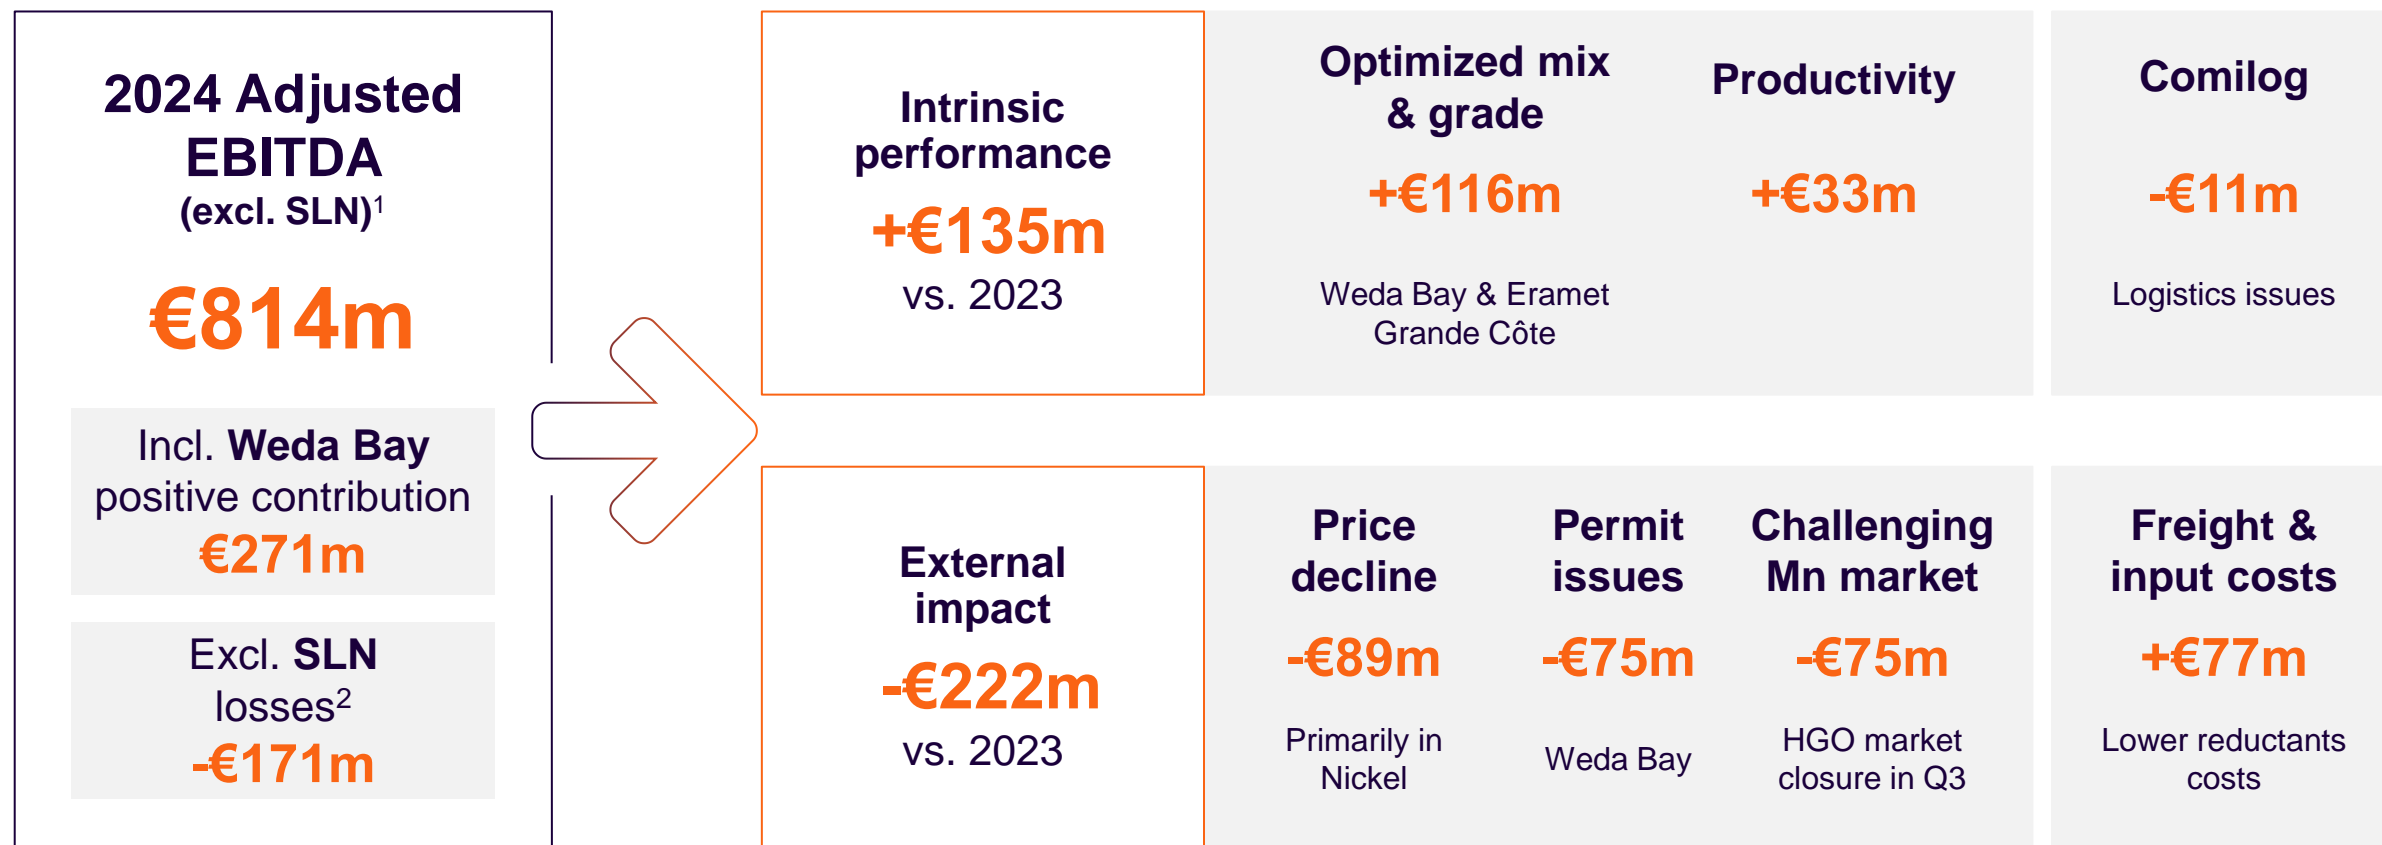 2024 Adjusted
EBITDA
(excl. SLN)¹
€814m
Incl. Weda Bay
positive contribution
€271m
Excl. SLN
losses²
-€171m
Intrinsic
performance
+€135m
vs. 2023
Optimized mix
& grade
+€116m
Weda Bay & Eramet
Grande Côte
Productivity
+€33m
Comilog
-€11m
Logistics issues
External
impact
-€222m
vs. 2023
Price
decline
-€89m
Primarily in
Nickel
Permit
issues
-€75m
Weda Bay
Challenging
Mn market
-€75m
HGO market
closure in Q3
Freight &
input costs
+€77m
Lower reductants
costs